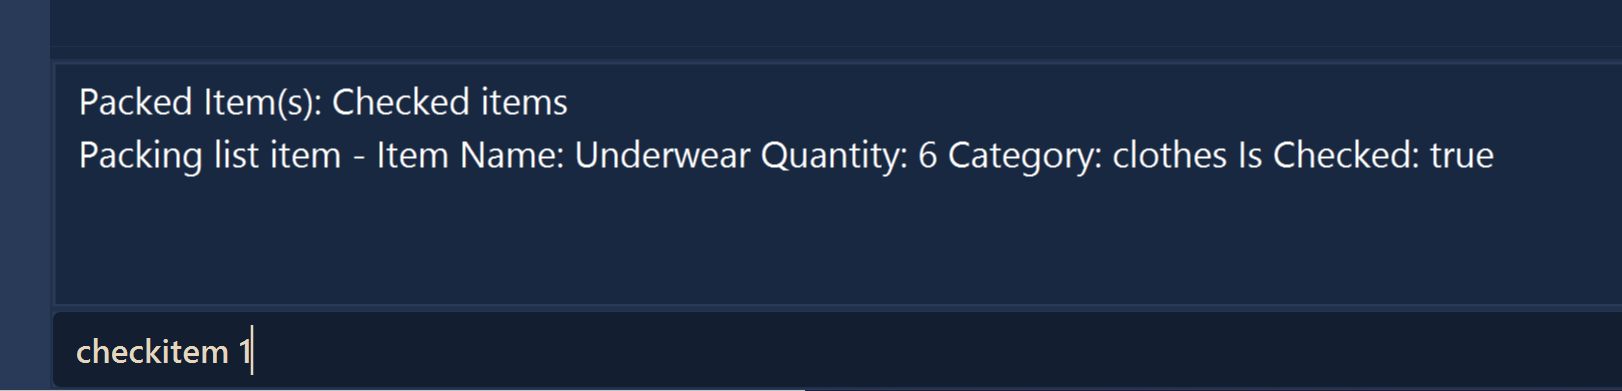 Packed Item(s): Checked items
Packing list item - Item Name: Underwear Quantity: 6 Category: clothes Is Checked: true
checkitem 1